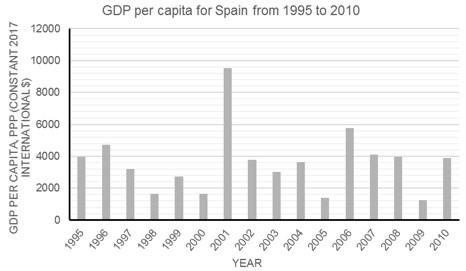 GDP per capita for Spain from 1995 to 2010
GDP PER CAPITA, PPP (CONSTANT 2017
INTERNATIONAL $)
12000
10000
8000
6000
4000
2000
0
1995 1996 1997 1998 1999 2000 2001 2002 2003 2004 2005 2006 2007 2008 2009 2010
YEAR